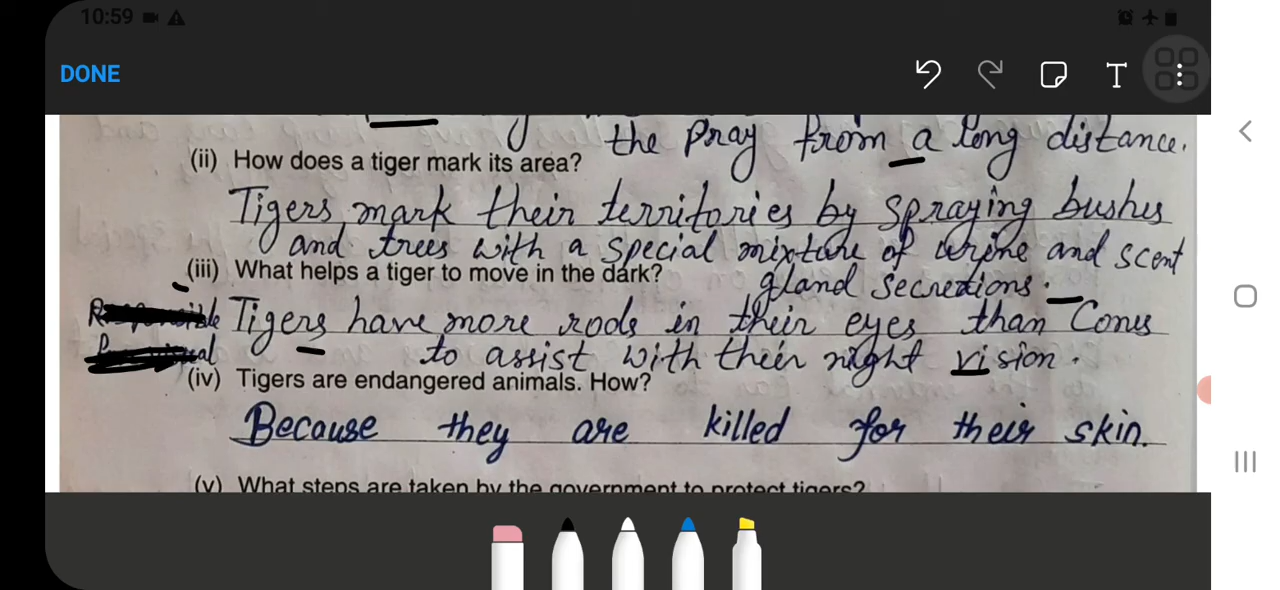 10:59
DONE
T
the Pray from a long distance.
(ii) How does a tiger mark its area?
Tigers mark their territories by spraying bushes
and trees with a special mixture of urine and scent
(iii) What helps a tiger to move in the dark?
gland secretions.
Tigers have more rods in their eyes than Cones
to assist with their night vision.
(iv) Tigers are endangered animals. How?
Because they are killed for their skin.
(v) What steps are taken by the government to protect tigers?